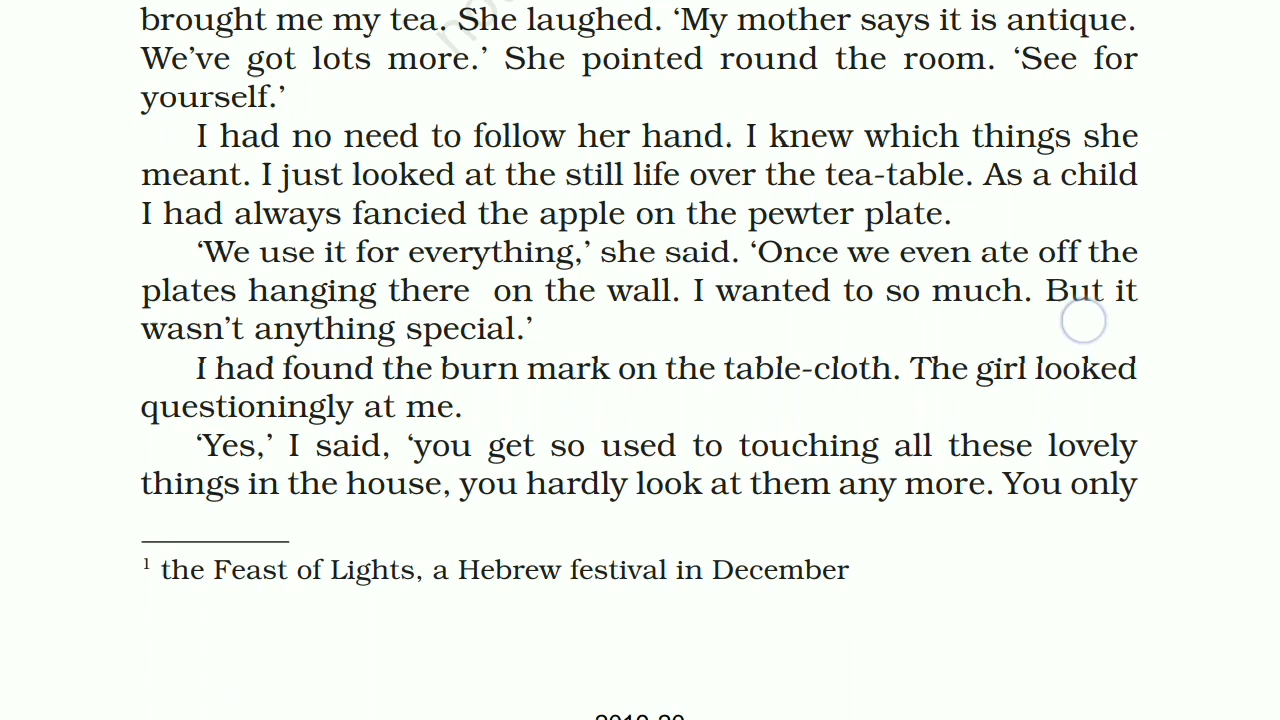 brought me my tea. She laughed. ‘My mother says it is antique.
We’ve got lots more.’ She pointed round the room. ‘See for
yourself.’
I had no need to follow her hand. I knew which things she
meant. I just looked at the still life over the tea-table. As a child
I had always fancied the apple on the pewter plate.
‘We use it for everything,’ she said. ‘Once we even ate off the
plates hanging there on the wall. I wanted to so much. But it
wasn’t anything special.’
I had found the burn mark on the table-cloth. The girl looked
questioningly at me.
‘Yes,’ I said, ‘you get so used to touching all these lovely
things in the house, you hardly look at them any more. You only
1 the Feast of Lights, a Hebrew festival in December
2019-20